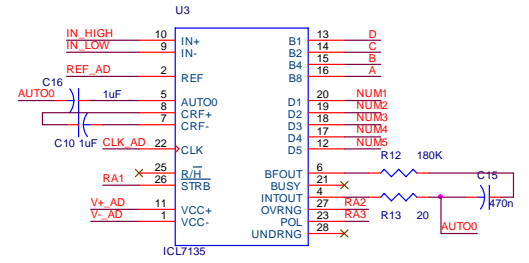 U3
IN_HIGH 10 IN+ B1 13 D
IN_LOW 9 IN- B2 14 C
B4 15 B
REF_AD 2 REF B8 16 A
C16
AUTO0 1uF 5 AUTO0 D1 20 NUM1
8 CRF+ D2 19 NUM2
7 CRF- D3 18 NUM3
C10 1uF D4 17 NUM4
CLK_AD 22 CLK D5 12 NUM5
25 R/H BFOUT 6 R12 180K
RA1 26 STRB BUSY 21 C15
INTOUT 4 470n
V+_AD 11 VCC+ OVRNG 27 RA2 R13 20
V-_AD 1 VCC- POL 23 RA3 AUTO0
UNDRNG 28
ICL7135